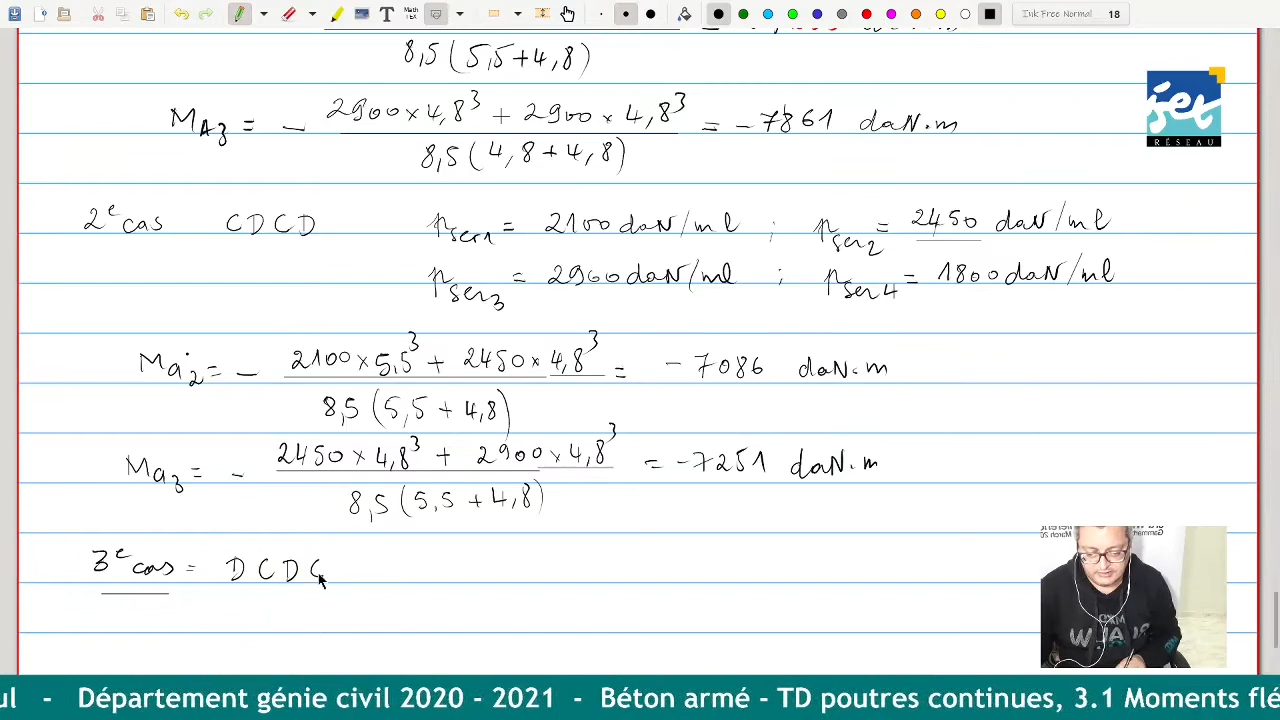 Ink Free Normal 18
8,5(5,5+4,8)
M_A3 = - (2900×4,8³ + 2900×4,8³) / (8,5(4,8+4,8)) = -7861 daN.m
2e cas CDCD p_ser1 = 2100 daN/ml ; p_ser2 = 2450 daN/ml
p_ser3 = 2900 daN/ml ; p_ser4 = 1800 daN/ml
Ma2 = - (2100×5,5³ + 2450×4,8³) / (8,5(5,5+4,8)) = -7086 daN.m
Ma3 = - (2450×4,8³ + 2900×4,8³) / (8,5(5,5+4,8)) = -7251 daN.m
3e cas = D C D C
iset
RÉSEAU
ul - Département génie civil 2020 - 2021 - Béton armé - TD poutres continues, 3.1 Moments flé